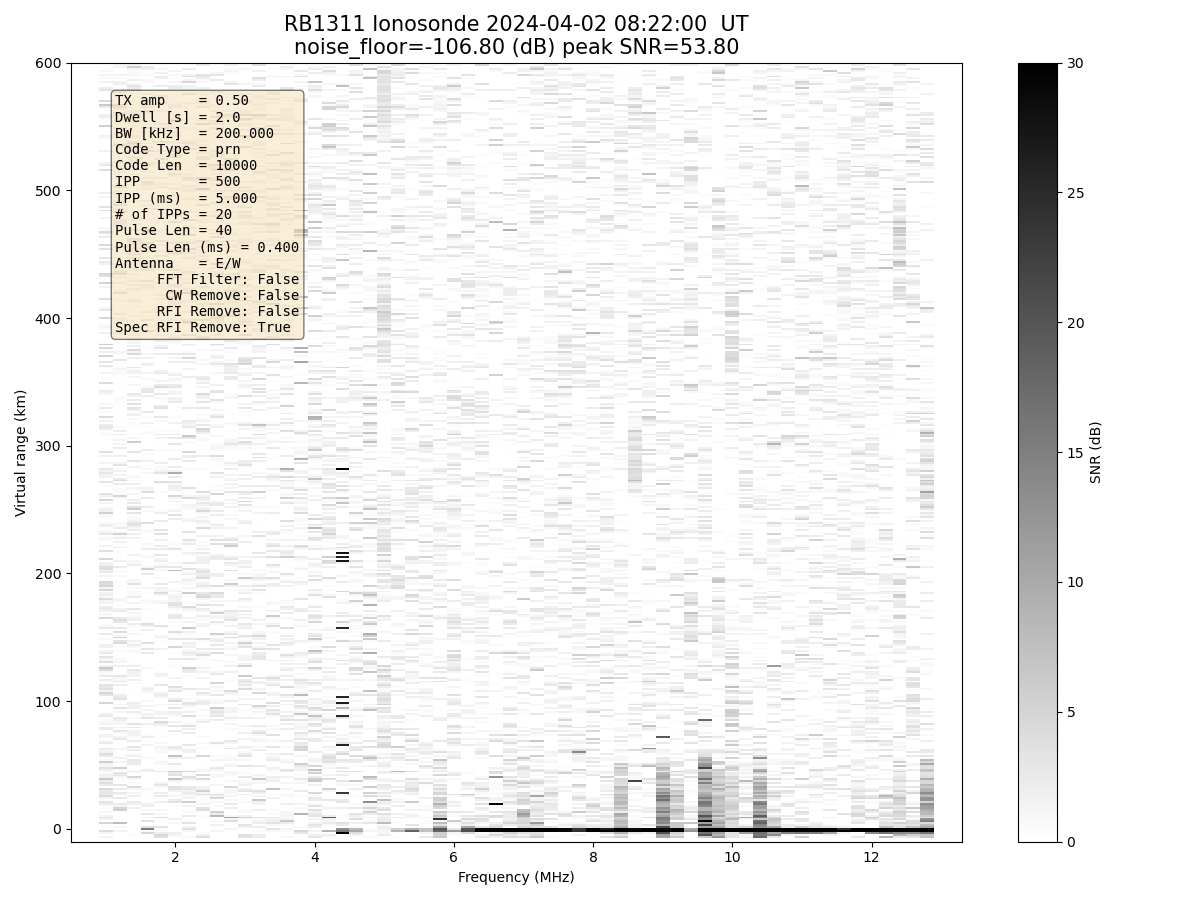 RB1311 Ionosonde 2024-04-02 08:22:00  UT
noise_floor=-106.80 (dB) peak SNR=53.80
TX amp    = 0.50
Dwell [s] = 2.0
BW [kHz]  = 200.000
Code Type = prn
Code Len  = 10000
IPP       = 500
IPP (ms)  = 5.000
# of IPPs = 20
Pulse Len = 40
Pulse Len (ms) = 0.400
Antenna   = E/W
FFT Filter: False
CW Remove: False
RFI Remove: False
Spec RFI Remove: True
Virtual range (km)
600
500
400
300
200
100
0
2 4 6 8 10 12
Frequency (MHz)
30
25
20
15
10
5
0
SNR (dB)